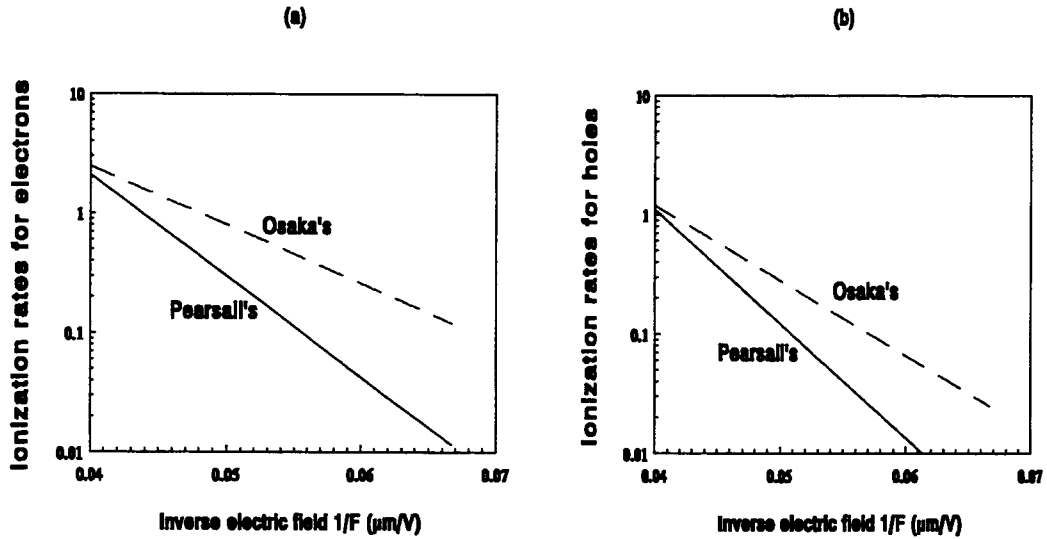 (a)
(b)
Ionization rates for electrons
10
1
0.1
0.01
Osaka's
Pearsall's
0.04 0.05 0.06 0.07
Inverse electric field 1/F (μm/V)
Ionization rates for holes
10
1
0.1
0.01
Osaka's
Pearsall's
0.04 0.05 0.06 0.07
Inverse electric field 1/F (μm/V)